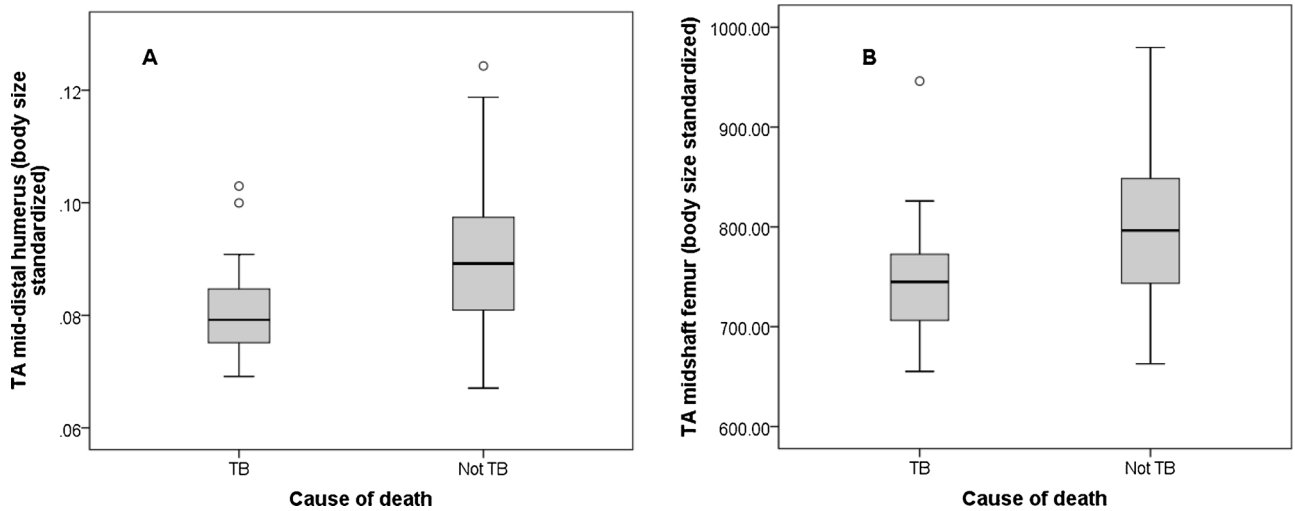 A
TA mid-distal humerus (body size
standardized)
.12
.10
.08
.06
TB
Not TB
Cause of death
B
TA midshaft femur (body size standardized)
1000.00
900.00
800.00
700.00
600.00
TB
Not TB
Cause of death